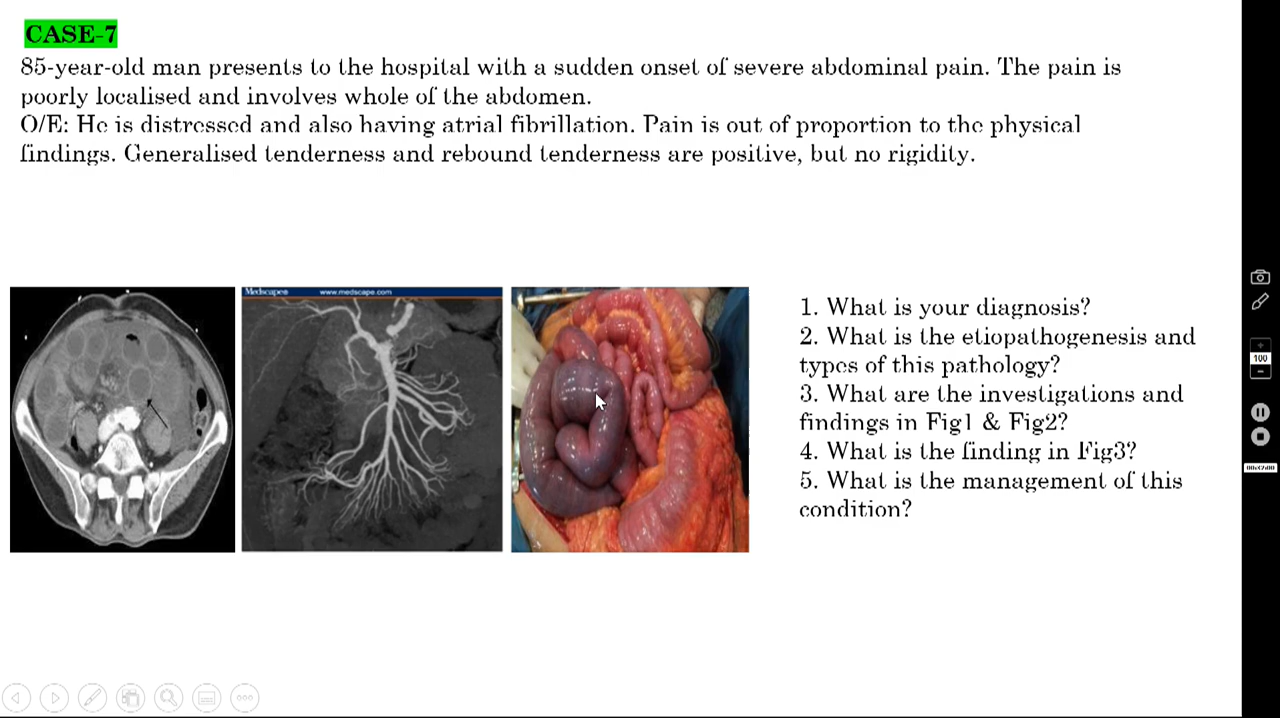 CASE-7
85-year-old man presents to the hospital with a sudden onset of severe abdominal pain. The pain is
poorly localised and involves whole of the abdomen.
O/E: He is distressed and also having atrial fibrillation. Pain is out of proportion to the physical
findings. Generalised tenderness and rebound tenderness are positive, but no rigidity.
Medscape® www.medscape.com
1. What is your diagnosis?
2. What is the etiopathogenesis and
types of this pathology?
3. What are the investigations and
findings in Fig1 & Fig2?
4. What is the finding in Fig3?
5. What is the management of this
condition?
100